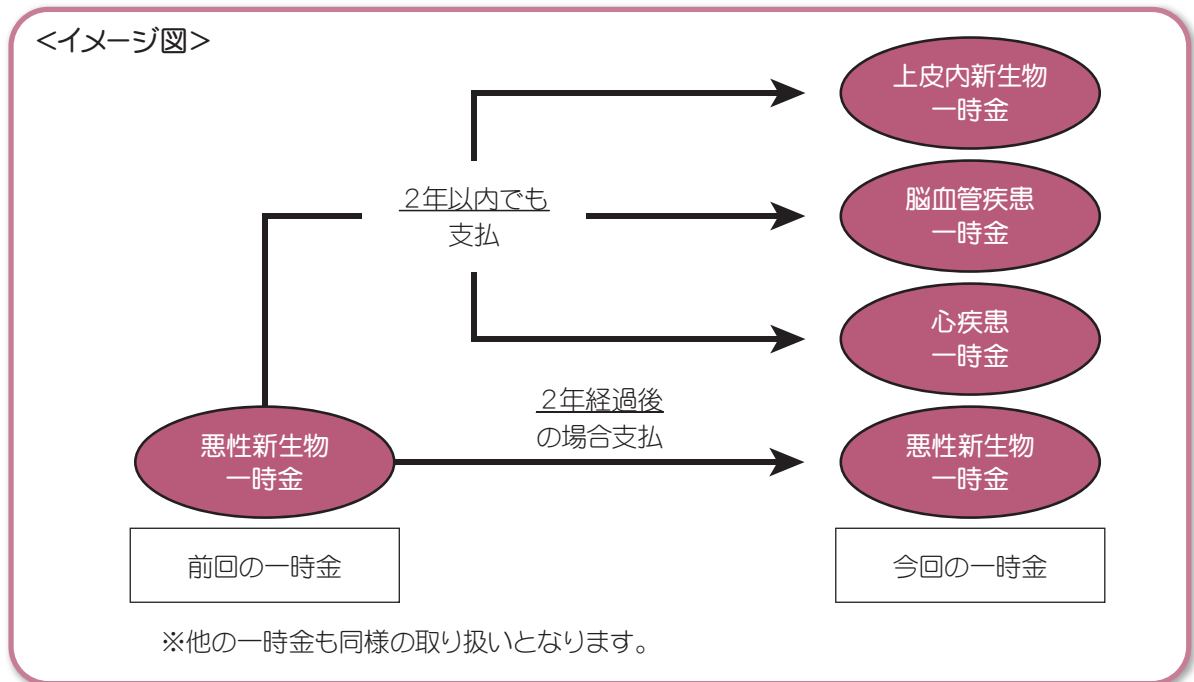 <イメージ図>
上皮内新生物
一時金
2年以内でも
支払
脳血管疾患
一時金
心疾患
一時金
2年経過後
の場合支払
悪性新生物
一時金
悪性新生物
一時金
前回の一時金
今回の一時金
※他の一時金も同様の取り扱いとなります。